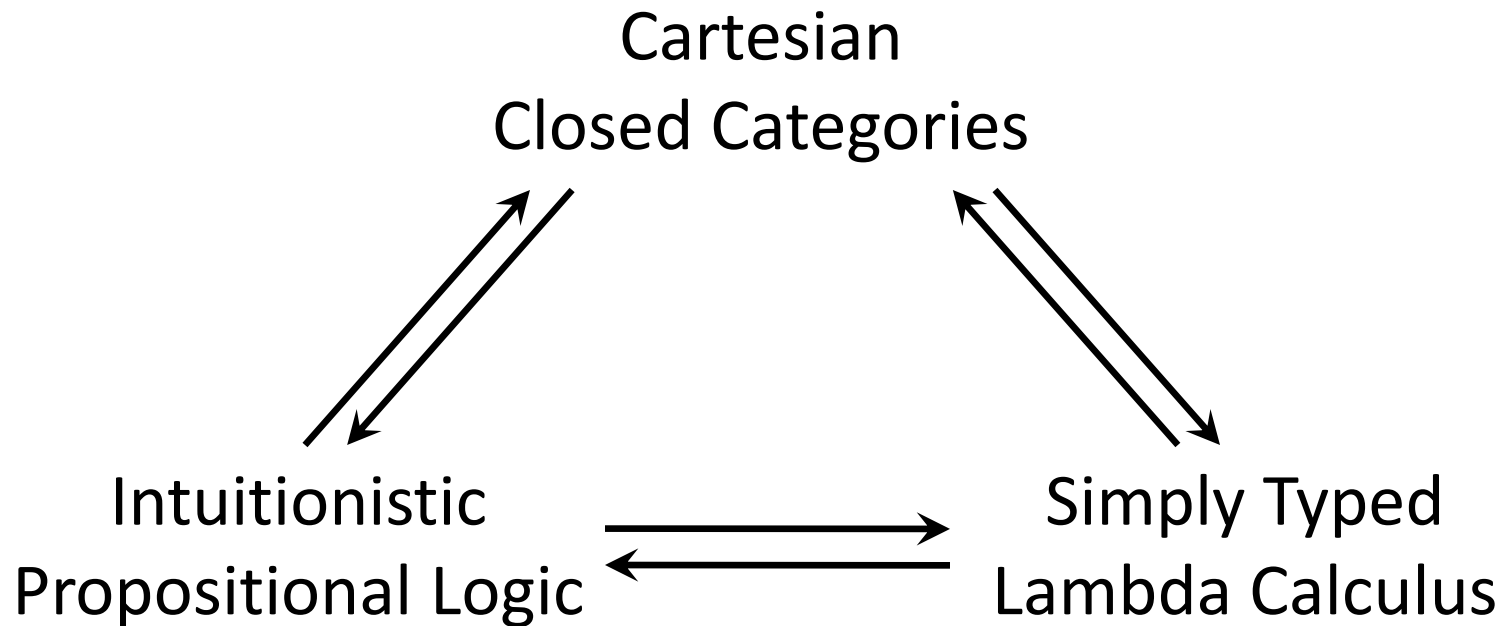 Cartesian
Closed Categories
Intuitionistic
Propositional Logic
Simply Typed
Lambda Calculus